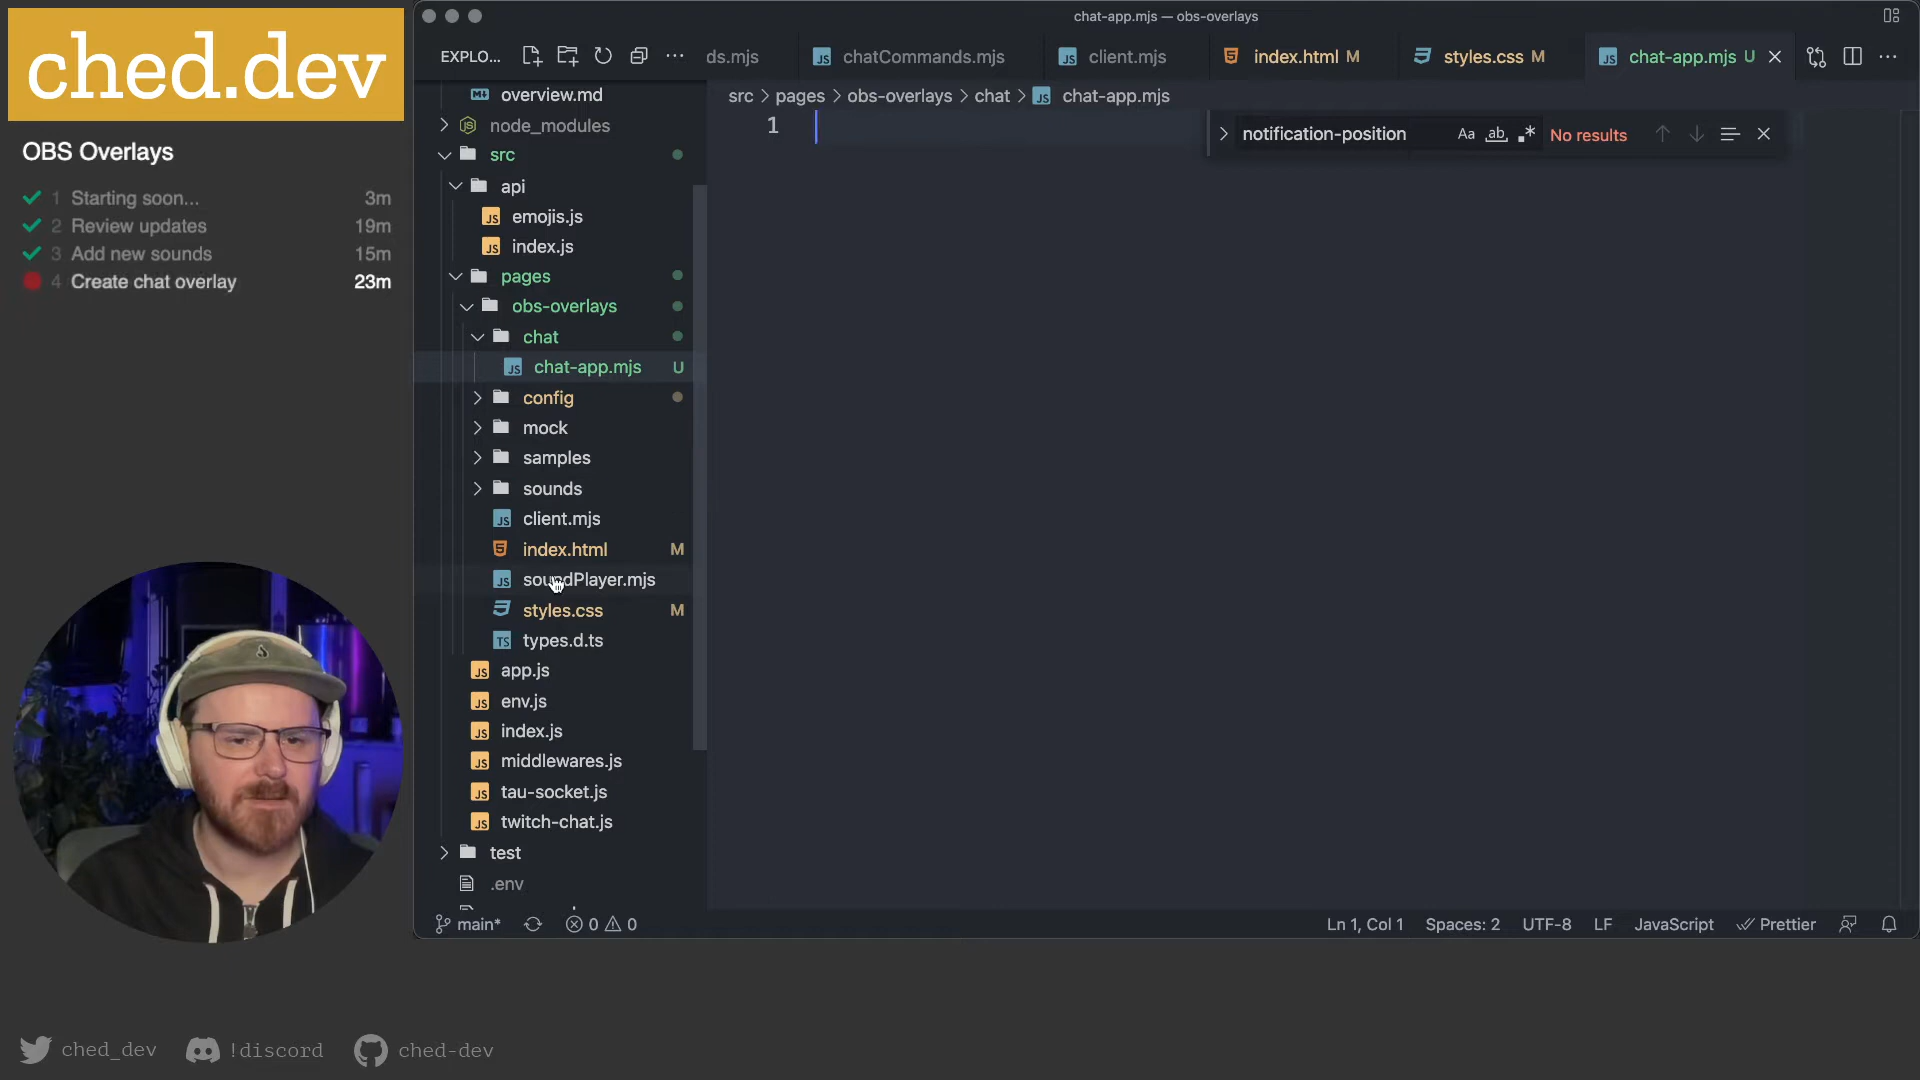 ched.dev
OBS Overlays
1 Starting soon... 3m
2 Review updates 19m
3 Add new sounds 15m
4 Create chat overlay 23m
chat-app.mjs — obs-overlays
EXPLO...
ds.mjs
chatCommands.mjs
client.mjs
index.html M
styles.css M
chat-app.mjs U
src > pages > obs-overlays > chat > chat-app.mjs
1
notification-position
Aa
ab
No results
overview.md
node_modules
src
api
emojis.js
index.js
pages
obs-overlays
chat
chat-app.mjs U
config
mock
samples
sounds
client.mjs
index.html M
soundPlayer.mjs
styles.css M
types.d.ts
app.js
env.js
index.js
middlewares.js
tau-socket.js
twitch-chat.js
test
.env
main*
0
0
Ln 1, Col 1
Spaces: 2
UTF-8
LF
JavaScript
Prettier
ched_dev
!discord
ched-dev